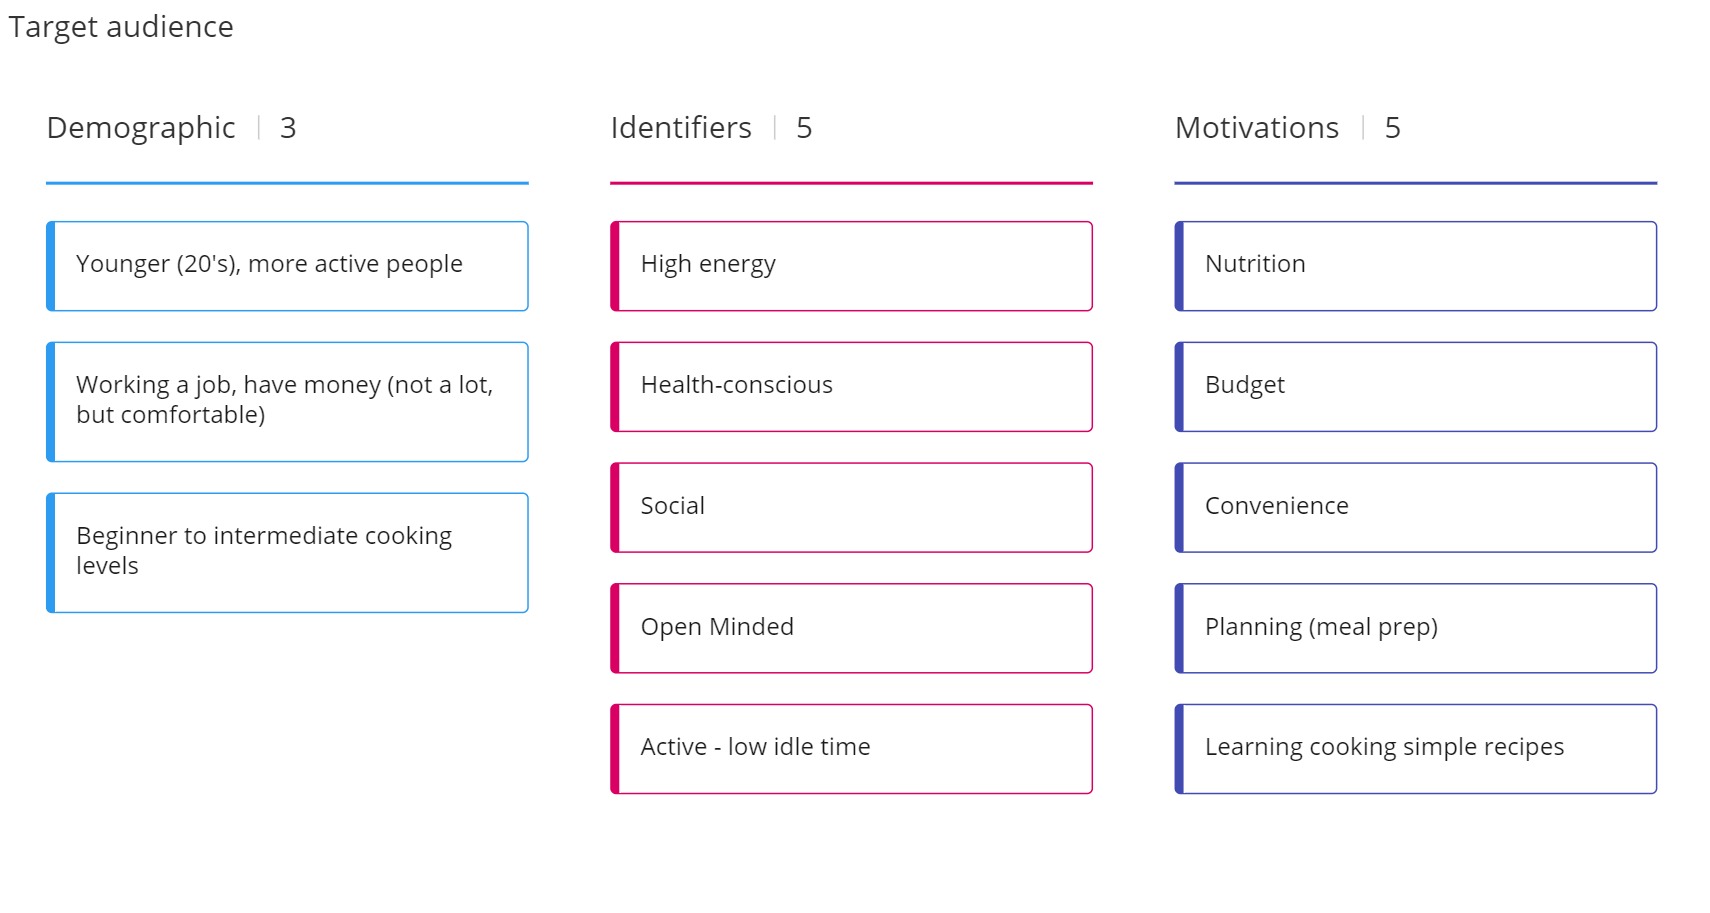 Target audience
Demographic | 3
Younger (20's), more active people
Working a job, have money (not a lot,
but comfortable)
Beginner to intermediate cooking
levels
Identifiers | 5
High energy
Health-conscious
Social
Open Minded
Active - low idle time
Motivations | 5
Nutrition
Budget
Convenience
Planning (meal prep)
Learning cooking simple recipes